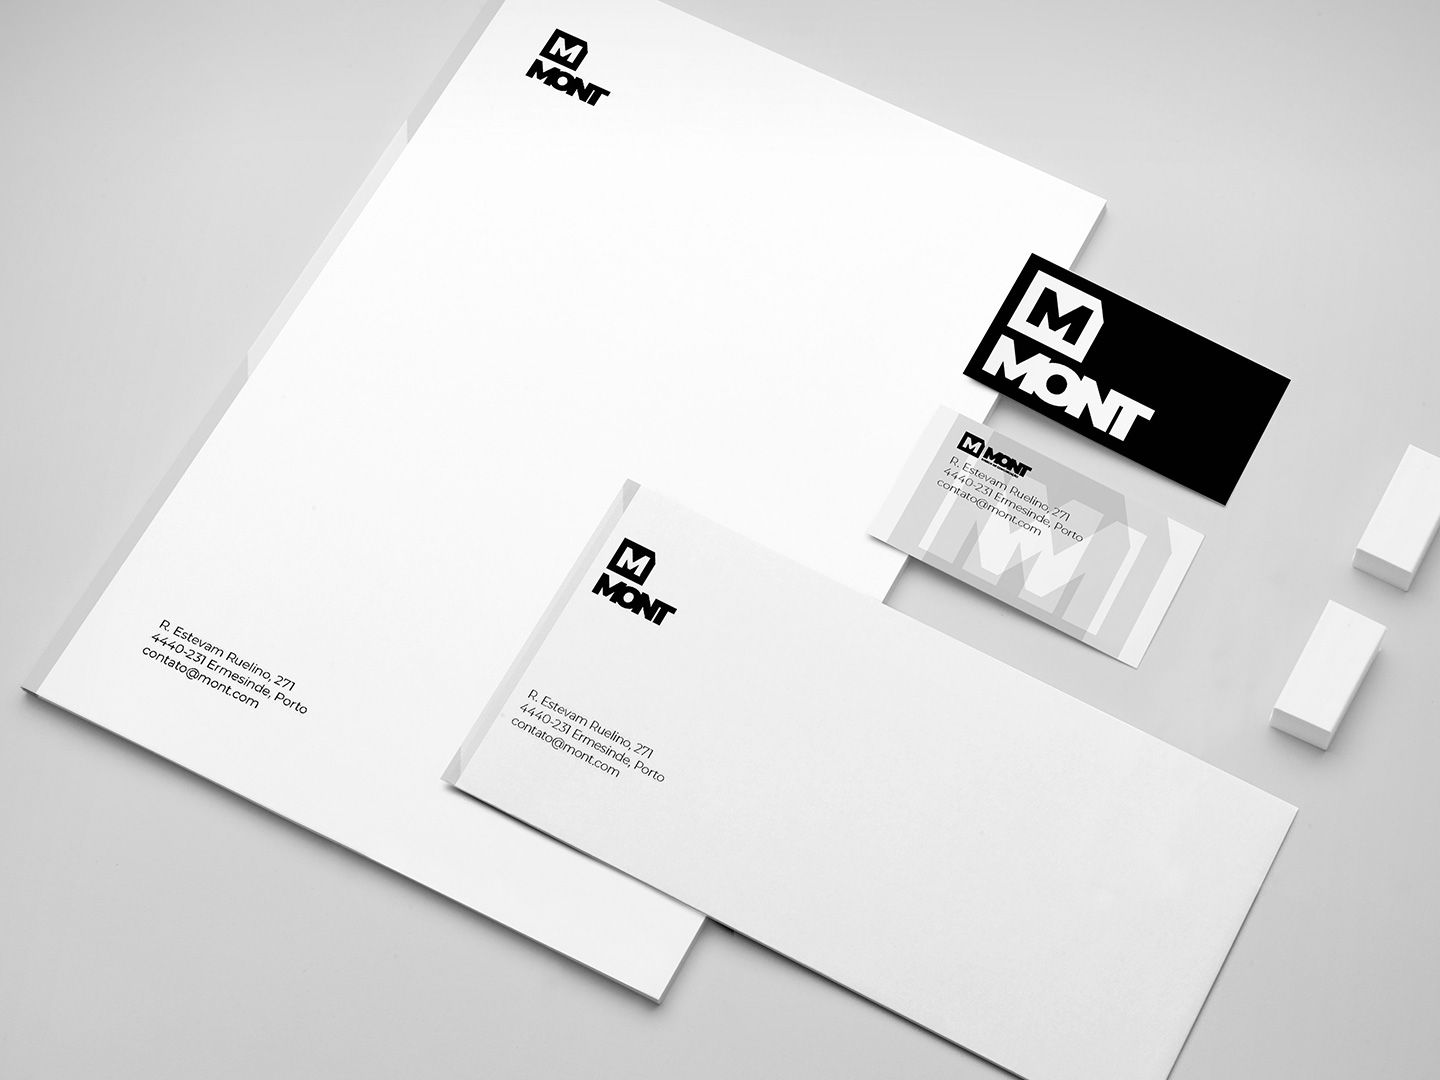 M
MONT
R. Estevam Ruelino, 271
4440-231 Ermesinde, Porto
contato@mont.com
M
MONT
M MONT
R. Estevam Ruelino, 271
4440-231 Ermesinde, Porto
contato@mont.com
M
MONT
R. Estevam Ruelino, 271
4440-231 Ermesinde, Porto
contato@mont.com